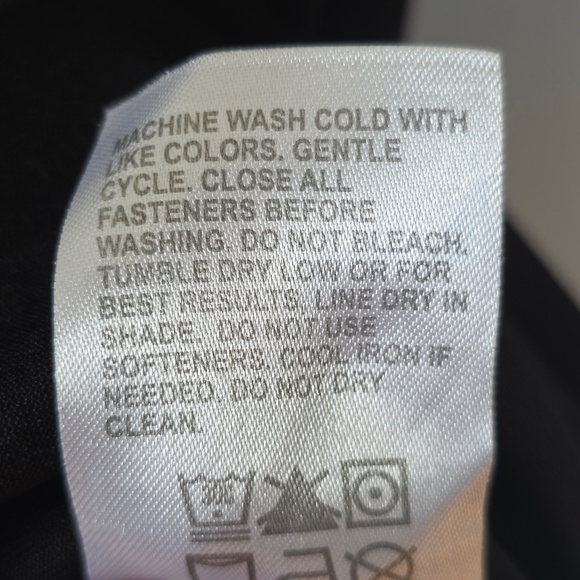 MACHINE WASH COLD WITH
LIKE COLORS. GENTLE
CYCLE. CLOSE ALL
FASTENERS BEFORE
WASHING. DO NOT BLEACH.
TUMBLE DRY LOW OR FOR
BEST RESULTS, LINE DRY IN
SHADE. DO NOT USE
SOFTENERS. COOL IRON IF
NEEDED. DO NOT DRY
CLEAN.
30C